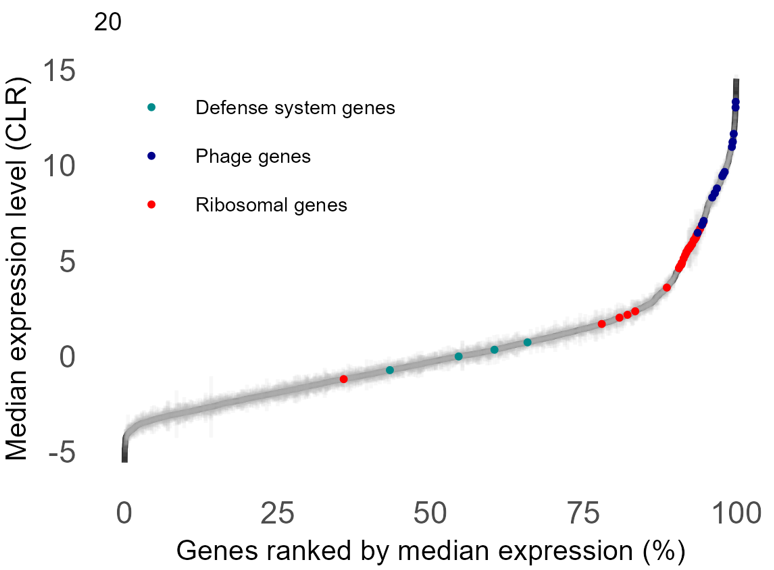 20
15
Defense system genes
10
Phage genes
Ribosomal genes
5
0
-5
Median expression level (CLR)
0 25 50 75 100
Genes ranked by median expression (%)